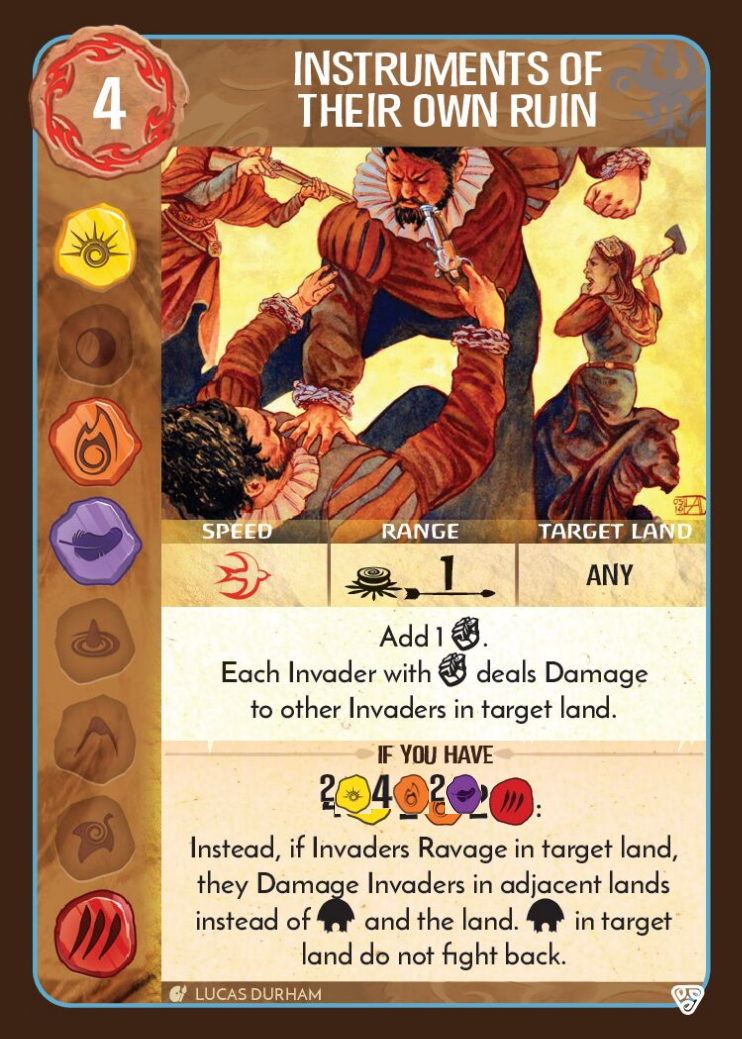 4
INSTRUMENTS OF
THEIR OWN RUIN
SPEED RANGE TARGET LAND
1 ANY
Add 1 .
Each Invader with deals Damage
to other Invaders in target land.
IF YOU HAVE
2 4 2 :
Instead, if Invaders Ravage in target land,
they Damage Invaders in adjacent lands
instead of and the land. in target
land do not fight back.
LUCAS DURHAM